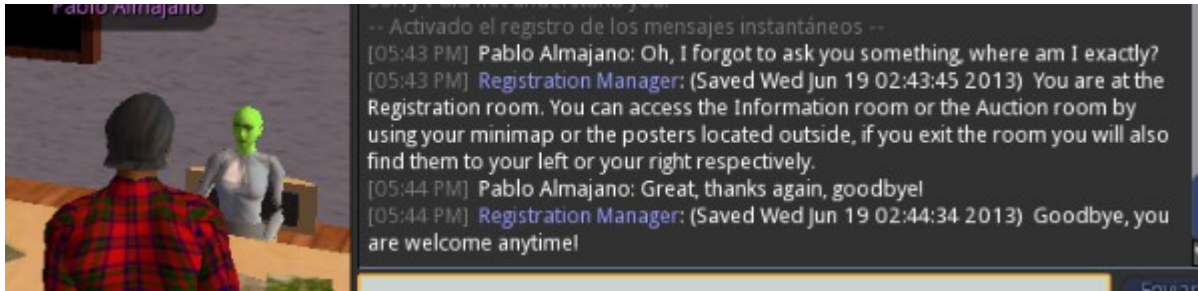 Pablo Almajano
-- Activado el registro de los mensajes instantáneos --
[05:43 PM] Pablo Almajano: Oh, I forgot to ask you something, where am I exactly?
[05:43 PM] Registration Manager: (Saved Wed Jun 19 02:43:45 2013) You are at the
Registration room. You can access the Information room or the Auction room by
using your minimap or the posters located outside, if you exit the room you will also
find them to your left or your right respectively.
[05:44 PM] Pablo Almajano: Great, thanks again, goodbye!
[05:44 PM] Registration Manager: (Saved Wed Jun 19 02:44:34 2013) Goodbye, you
are welcome anytime!